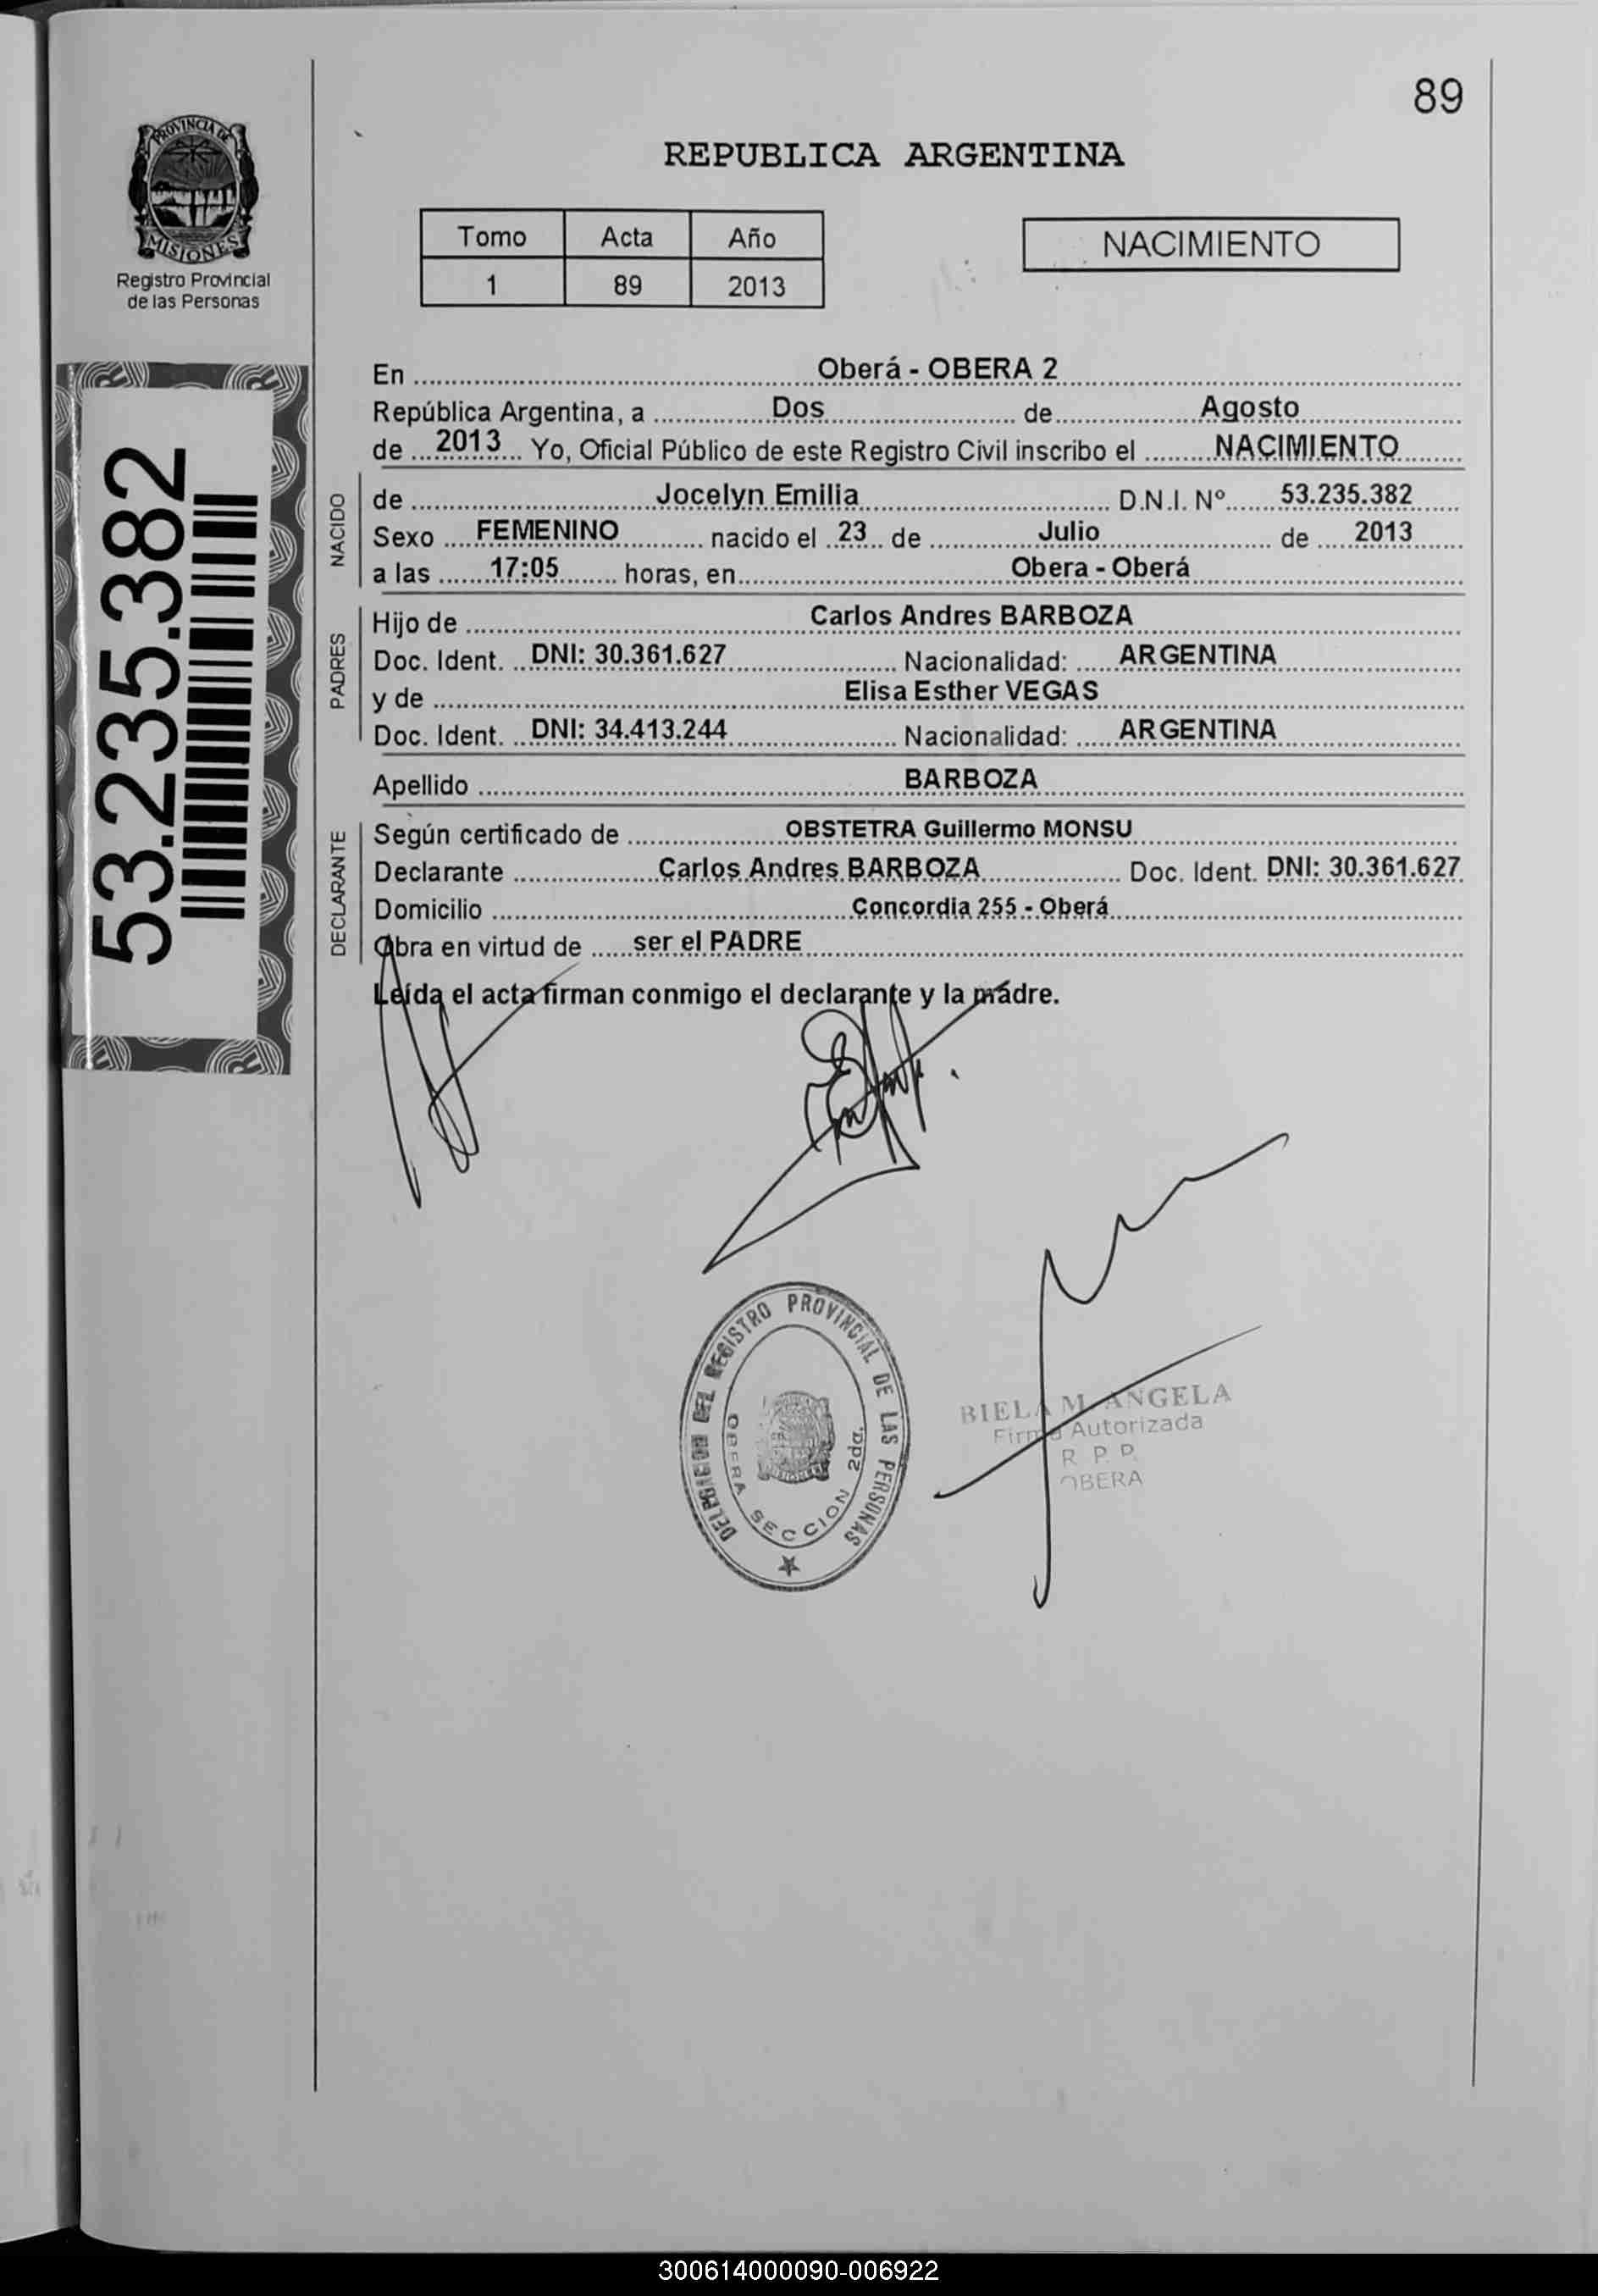 89
PROVINCIA DE
MISIONES
Registro Provincial
de las Personas
REPUBLICA ARGENTINA
Tomo Acta Año
1 89 2013
NACIMIENTO
53.235.382
En Oberá - OBERA 2
República Argentina, a Dos de Agosto
de 2013 Yo, Oficial Público de este Registro Civil inscribo el NACIMIENTO
NACIDO
de Jocelyn Emilia D.N.I. Nº 53.235.382
Sexo FEMENINO nacido el 23 de Julio de 2013
a las 17:05 horas, en Obera - Oberá
PADRES
Hijo de Carlos Andres BARBOZA
Doc. Ident. DNI: 30.361.627 Nacionalidad: ARGENTINA
y de Elisa Esther VEGAS
Doc. Ident. DNI: 34.413.244 Nacionalidad: ARGENTINA
Apellido BARBOZA
DECLARANTE
Según certificado de OBSTETRA Guillermo MONSU
Declarante Carlos Andres BARBOZA Doc. Ident. DNI: 30.361.627
Domicilio Concordia 255 - Oberá
Obra en virtud de ser el PADRE
Leída el acta firman conmigo el declarante y la madre.
DELEGACION DEL REGISTRO PROVINCIAL DE LAS PERSONAS
OBERA SECCION 2da.
BIELA M. ANGELA
Firma Autorizada
R. P. P.
OBERA
300614000090-006922